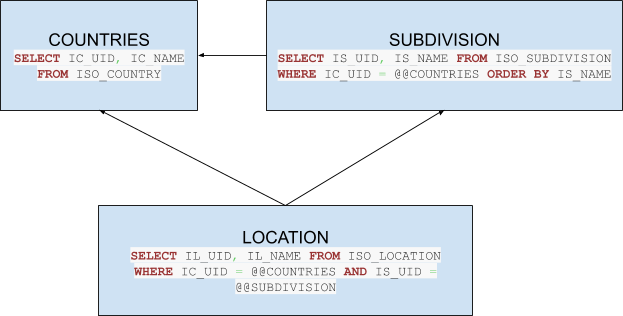 COUNTRIES
SELECT IC_UID, IC_NAME
FROM ISO_COUNTRY
SUBDIVISION
SELECT IS_UID, IS_NAME FROM ISO_SUBDIVISION
WHERE IC_UID = @@COUNTRIES ORDER BY IS_NAME
LOCATION
SELECT IL_UID, IL_NAME FROM ISO_LOCATION
WHERE IC_UID = @@COUNTRIES AND IS_UID =
@@SUBDIVISION